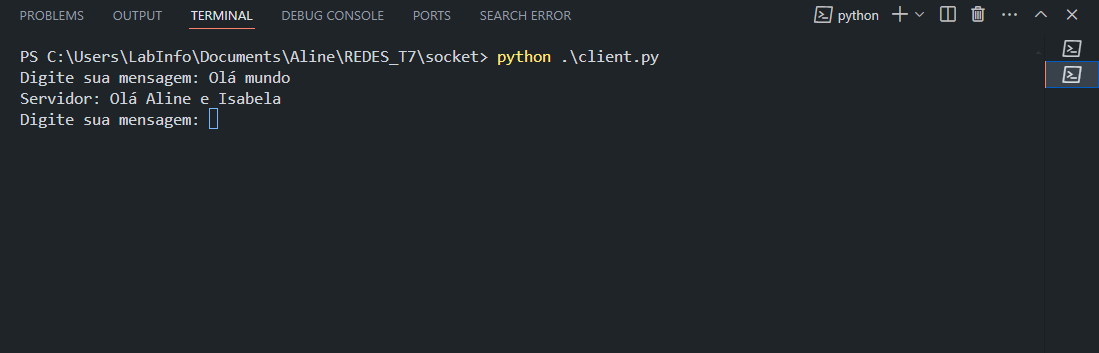 PROBLEMS OUTPUT TERMINAL DEBUG CONSOLE PORTS SEARCH ERROR python
PS C:\Users\LabInfo\Documents\Aline\REDES_T7\socket> python .\client.py
Digite sua mensagem: Olá mundo
Servidor: Olá Aline e Isabela
Digite sua mensagem: